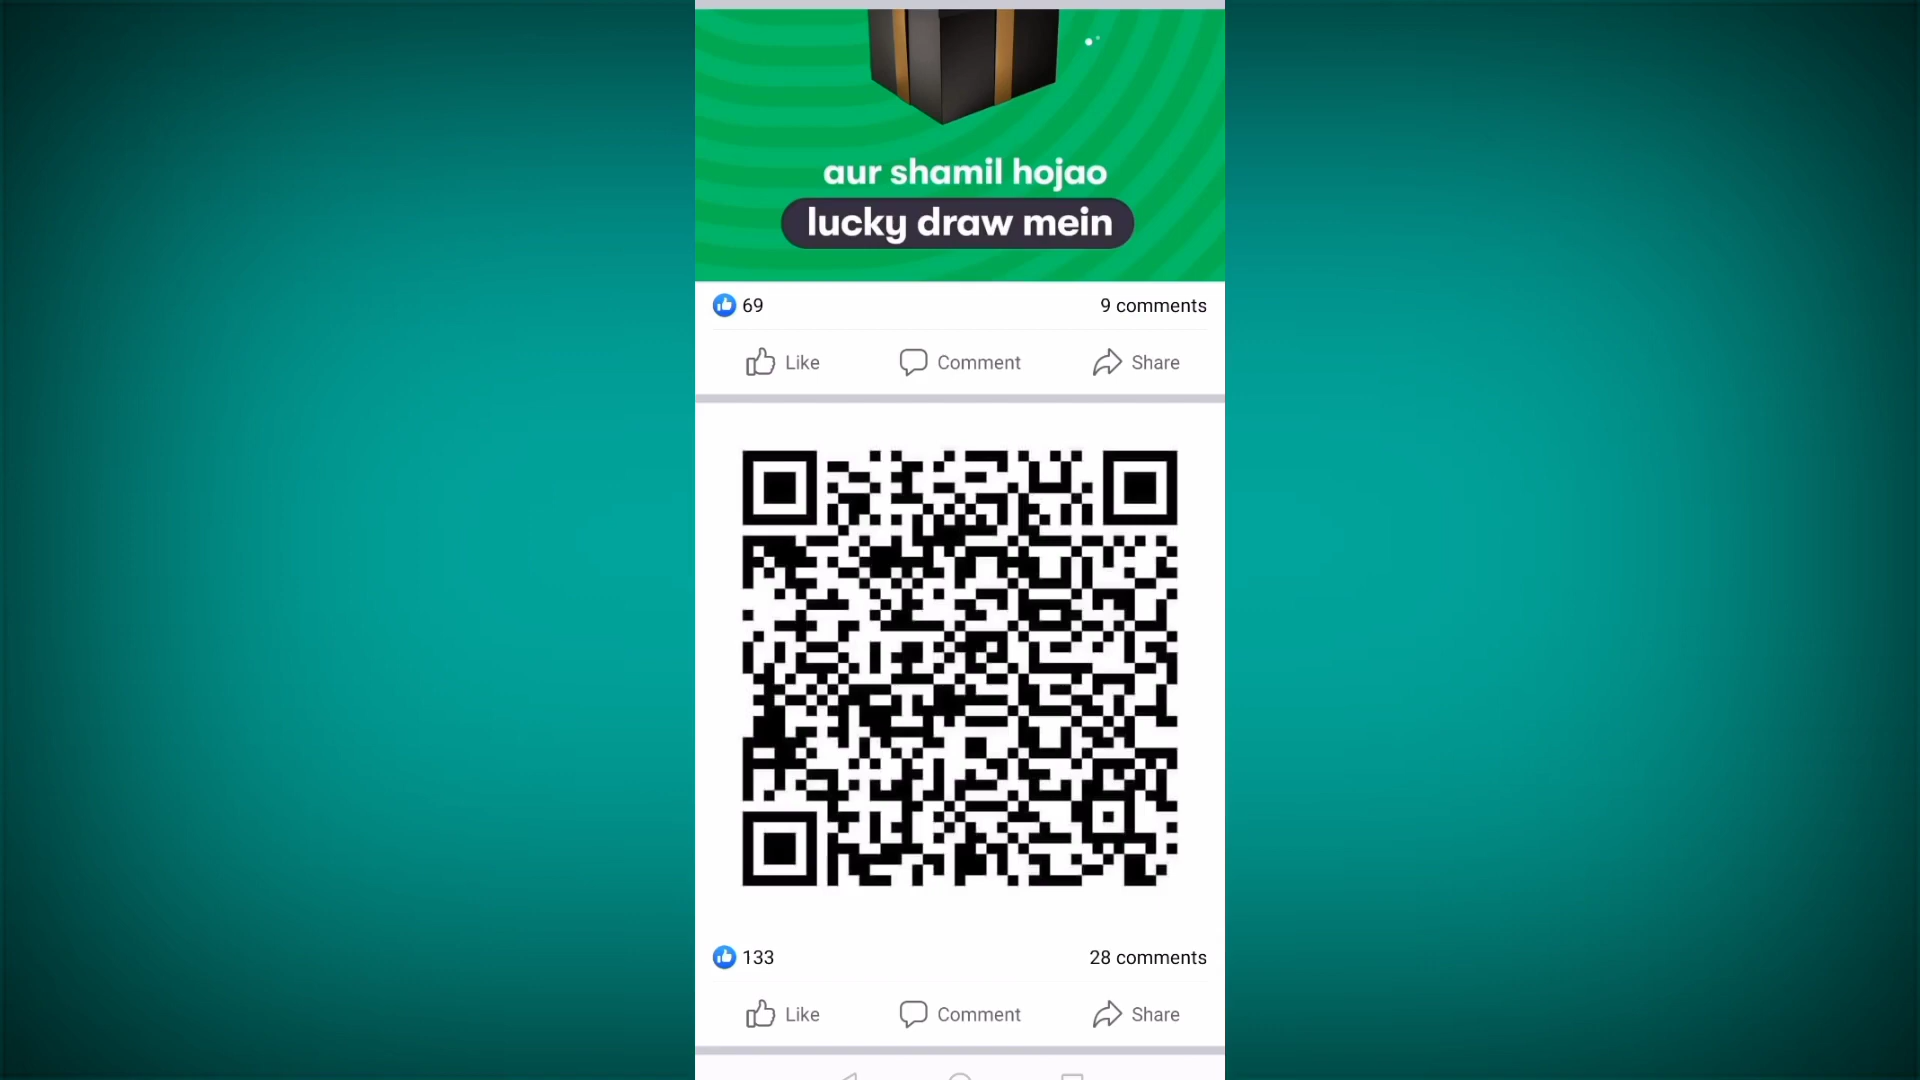 aur shamil hojao
lucky draw mein
69
9 comments
Like
Comment
Share
133
28 comments
Like
Comment
Share